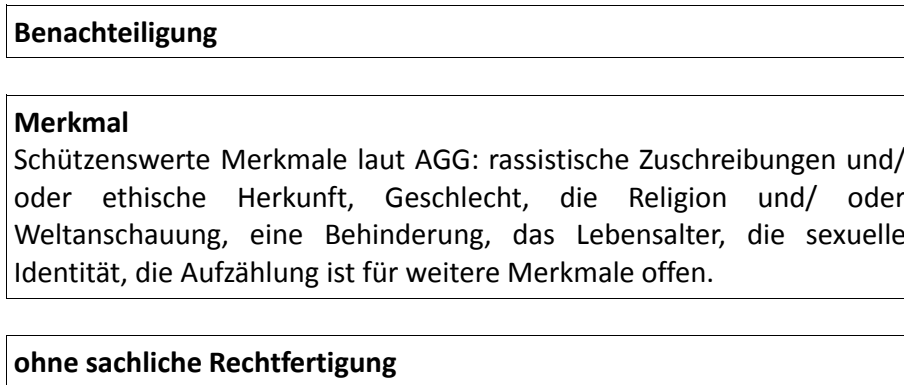 Benachteiligung
Merkmal
Schützenswerte Merkmale laut AGG: rassistische Zuschreibungen und/
oder ethische Herkunft, Geschlecht, die Religion und/ oder
Weltanschauung, eine Behinderung, das Lebensalter, die sexuelle
Identität, die Aufzählung ist für weitere Merkmale offen.
ohne sachliche Rechtfertigung